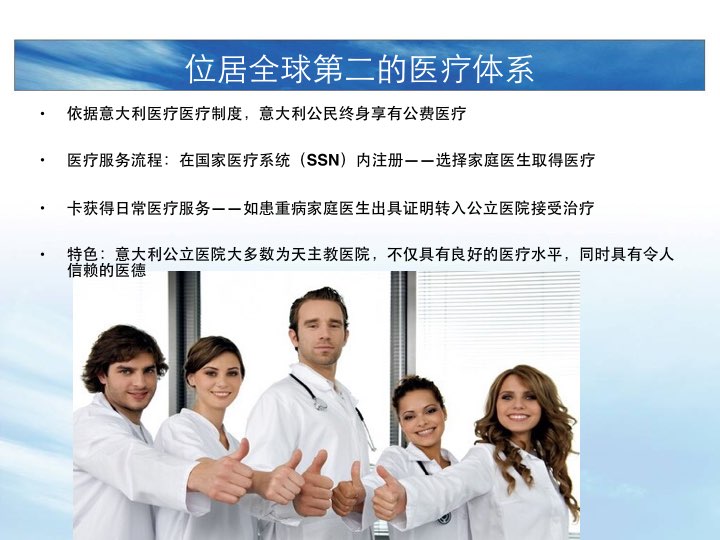 位居全球第二的医疗体系
• 依据意大利医疗医疗制度，意大利公民终身享有公费医疗
• 医疗服务流程：在国家医疗系统（SSN）内注册——选择家庭医生取得医疗
• 卡获得日常医疗服务——如患重病家庭医生出具证明转入公立医院接受治疗
• 特色：意大利公立医院大多数为天主教医院，不仅具有良好的医疗水平，同时具有令人
信赖的医德